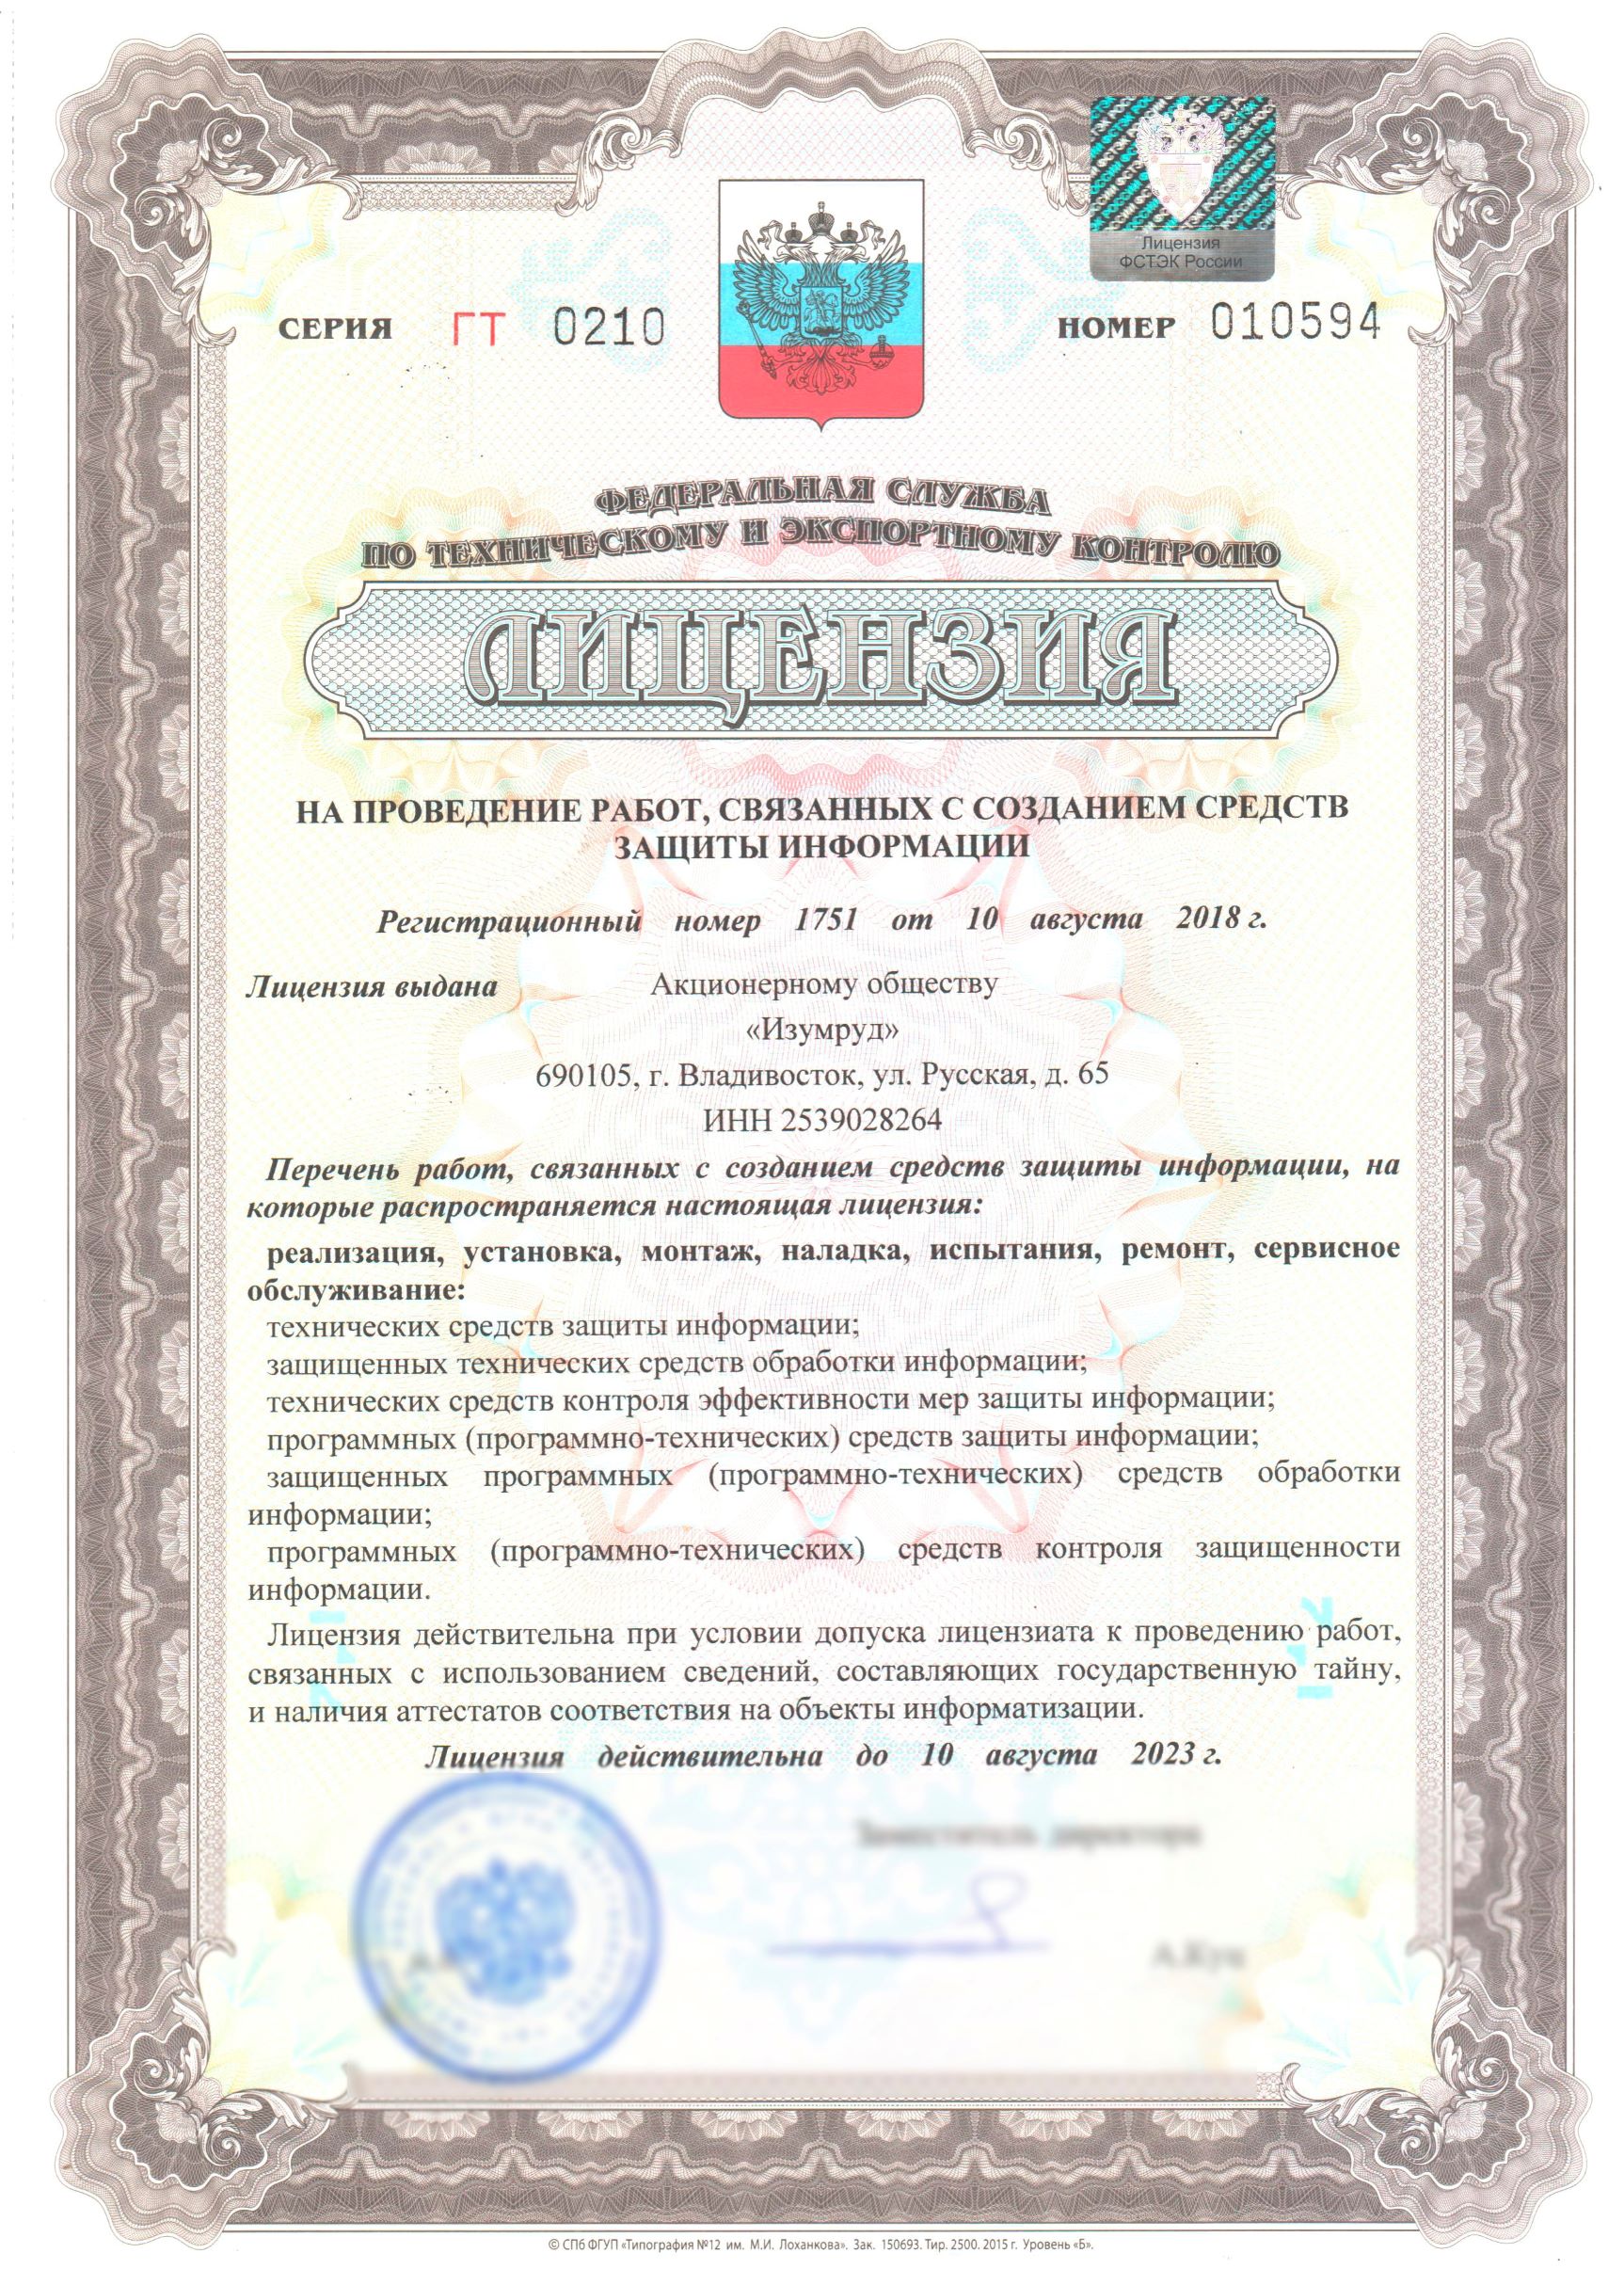 Лицензия
ФСТЭК России
СЕРИЯ ГТ 0210
НОМЕР 010594
ФЕДЕРАЛЬНАЯ СЛУЖБА
ПО ТЕХНИЧЕСКОМУ И ЭКСПОРТНОМУ КОНТРОЛЮ
ЛИЦЕНЗИЯ
НА ПРОВЕДЕНИЕ РАБОТ, СВЯЗАННЫХ С СОЗДАНИЕМ СРЕДСТВ
ЗАЩИТЫ ИНФОРМАЦИИ
Регистрационный номер 1751 от 10 августа 2018 г.
Лицензия выдана Акционерному обществу
«Изумруд»
690105, г. Владивосток, ул. Русская, д. 65
ИНН 2539028264
Перечень работ, связанных с созданием средств защиты информации, на
которые распространяется настоящая лицензия:
реализация, установка, монтаж, наладка, испытания, ремонт, сервисное
обслуживание:
технических средств защиты информации;
защищенных технических средств обработки информации;
технических средств контроля эффективности мер защиты информации;
программных (программно-технических) средств защиты информации;
защищенных программных (программно-технических) средств обработки
информации;
программных (программно-технических) средств контроля защищенности
информации.
Лицензия действительна при условии допуска лицензиата к проведению работ,
связанных с использованием сведений, составляющих государственную тайну,
и наличия аттестатов соответствия на объекты информатизации.
Лицензия действительна до 10 августа 2023 г.
Заместитель директора
© СПб ФГУП «Типография №12 им. М.И. Лоханкова». Зак. 150693. Тир. 2500. 2015 г. Уровень «Б».